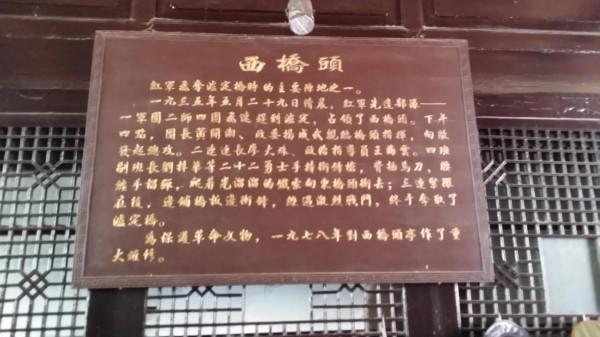 西橋頭
紅軍飛奪瀘定橋時的主要陣地之一。
一九三五年五月二十九日清晨，紅軍先遣部隊——
一軍團二師四團飛速趕到瀘定，占領了西橋頭。下午
四點，團長黃開湘、政委楊成武親臨橋頭指揮，向敵
發起總攻。二連連長廖大珠、政治指導員王海雲、四班
副班長劉梓華等二十二勇士手持衝鋒槍，背插馬刀，
手榴彈，爬着光溜溜的鐵索向東橋頭衝去；三連緊跟
在後，邊鋪橋板邊衝鋒，經過激烈戰鬥，終于奪取了
瀘定橋。
為保護革命文物，一九七八年對西橋頭亭作了重
大維修。